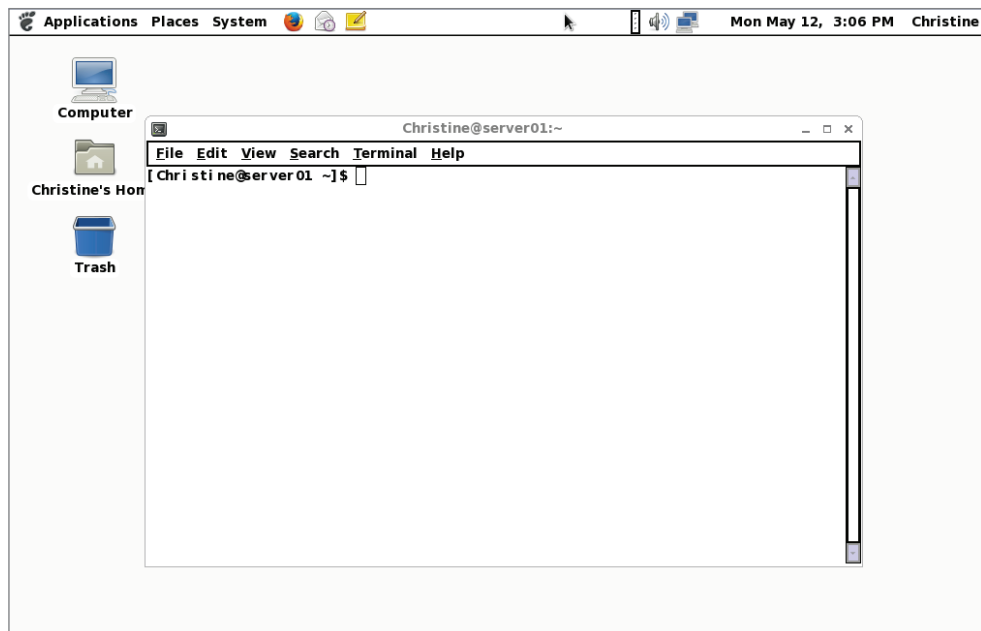 Applications Places System Mon May 12, 3:06 PM Christine
Computer
Christine@server01:~
File Edit View Search Terminal Help
[Christine@server01 ~]$
Christine's Hom
Trash